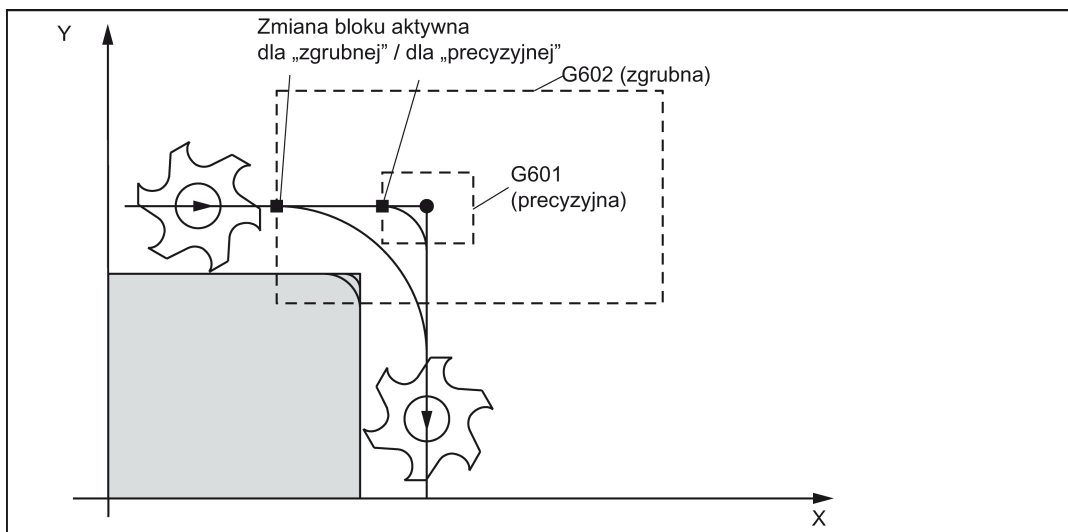 Y
Zmiana bloku aktywna
dla „zgrubnej” / dla „precyzyjnej”
G602 (zgrubna)
G601
(precyzyjna)
X